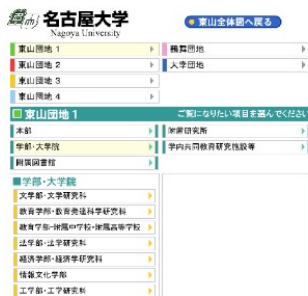 名古屋大学
Nagoya University
東山全体図へ戻る
東山団地 1
鶴舞団地
東山団地 2
大幸団地
東山団地 3
東山団地 4
東山団地 1
ご覧になりたい項目を選んでください
本部
附置研究所
学部・大学院
学内共同教育研究施設等
附属図書館
学部・大学院
文学部・文学研究科
教育学部・教育発達科学研究科
教育学部・附属中学校・附属高等学校
法学部・法学研究科
経済学部・経済学研究科
情報文化学部
工学部・工学研究科